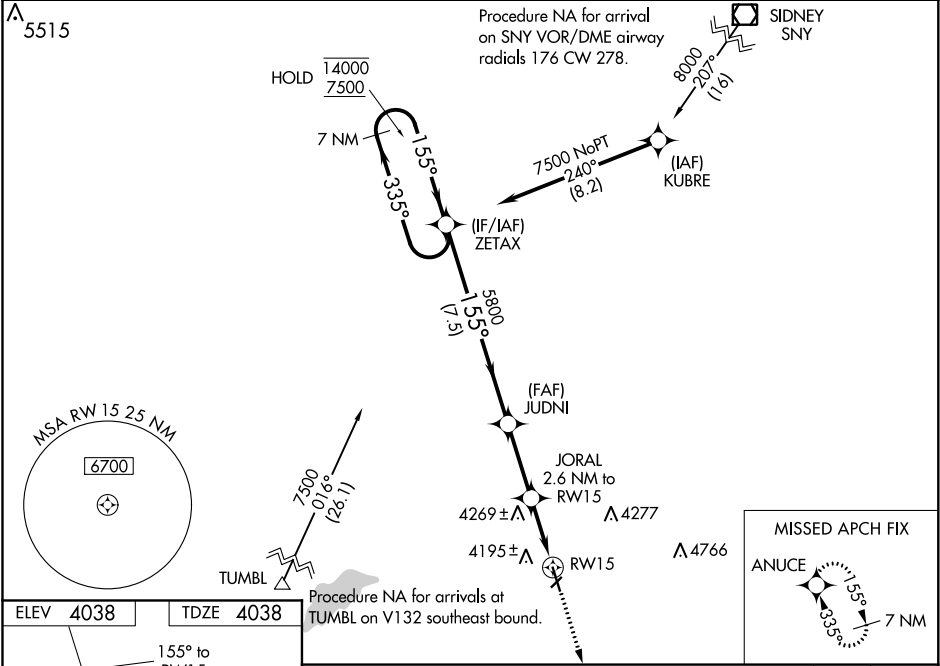 5515
Procedure NA for arrival
on SNY VOR/DME airway
radials 176 CW 278.
SIDNEY
SNY
HOLD
14000
7500
8000
207°
(16)
7 NM
155°
335°
7500 NoPT
240°
(8.2)
(IAF)
KUBRE
(IF/IAF)
ZETAX
5800
155°
(7.5)
(FAF)
JUDNI
MSA RW 15 25 NM
6700
7500
016°
(26.1)
JORAL
2.6 NM to
RW15
4269±
4277
4195±
4766
RW15
TUMBL
Procedure NA for arrivals at
TUMBL on V132 southeast bound.
MISSED APCH FIX
ANUCE
155°
335°
7 NM
ELEV 4038
TDZE 4038
155° to